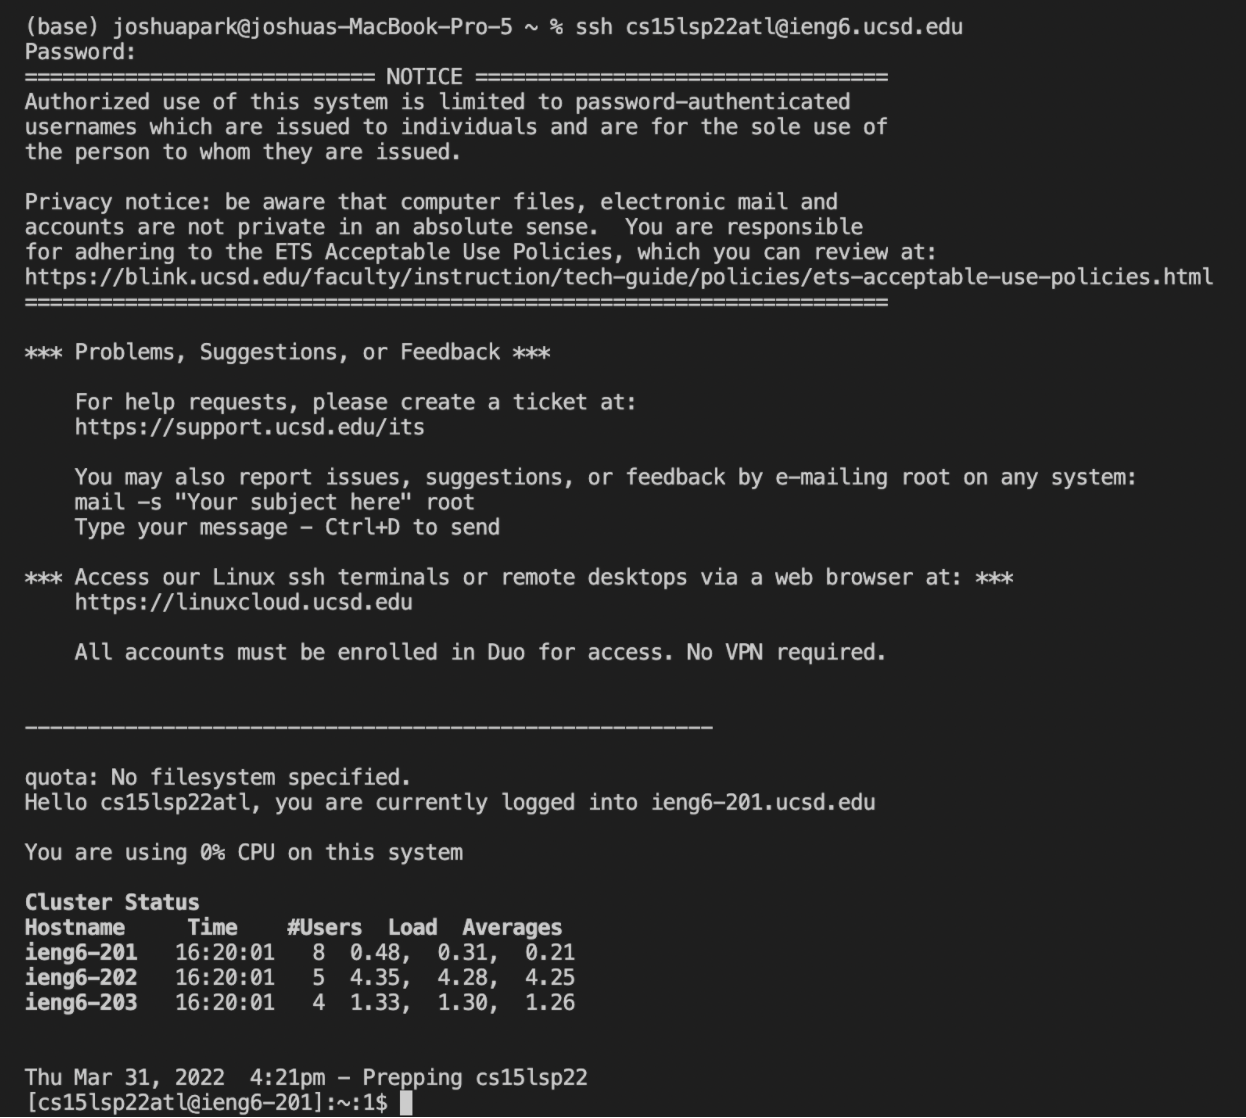 (base) joshuapark@joshuas-MacBook-Pro-5 ~ % ssh cs15lsp22atl@ieng6.ucsd.edu
Password:
============================ NOTICE =================================
Authorized use of this system is limited to password-authenticated
usernames which are issued to individuals and are for the sole use of
the person to whom they are issued.

Privacy notice: be aware that computer files, electronic mail and
accounts are not private in an absolute sense.  You are responsible
for adhering to the ETS Acceptable Use Policies, which you can review at:
https://blink.ucsd.edu/faculty/instruction/tech-guide/policies/ets-acceptable-use-policies.html
=====================================================================

*** Problems, Suggestions, or Feedback ***

    For help requests, please create a ticket at:
    https://support.ucsd.edu/its

    You may also report issues, suggestions, or feedback by e-mailing root on any system:
    mail -s "Your subject here" root
    Type your message - Ctrl+D to send

*** Access our Linux ssh terminals or remote desktops via a web browser at: ***
    https://linuxcloud.ucsd.edu

    All accounts must be enrolled in Duo for access. No VPN required.


-------------------------------------------------------

quota: No filesystem specified.
Hello cs15lsp22atl, you are currently logged into ieng6-201.ucsd.edu

You are using 0% CPU on this system

Cluster Status
Hostname     Time    #Users  Load  Averages
ieng6-201   16:20:01   8  0.48,  0.31,  0.21
ieng6-202   16:20:01   5  4.35,  4.28,  4.25
ieng6-203   16:20:01   4  1.33,  1.30,  1.26


Thu Mar 31, 2022  4:21pm - Prepping cs15lsp22
[cs15lsp22atl@ieng6-201]:~:1$